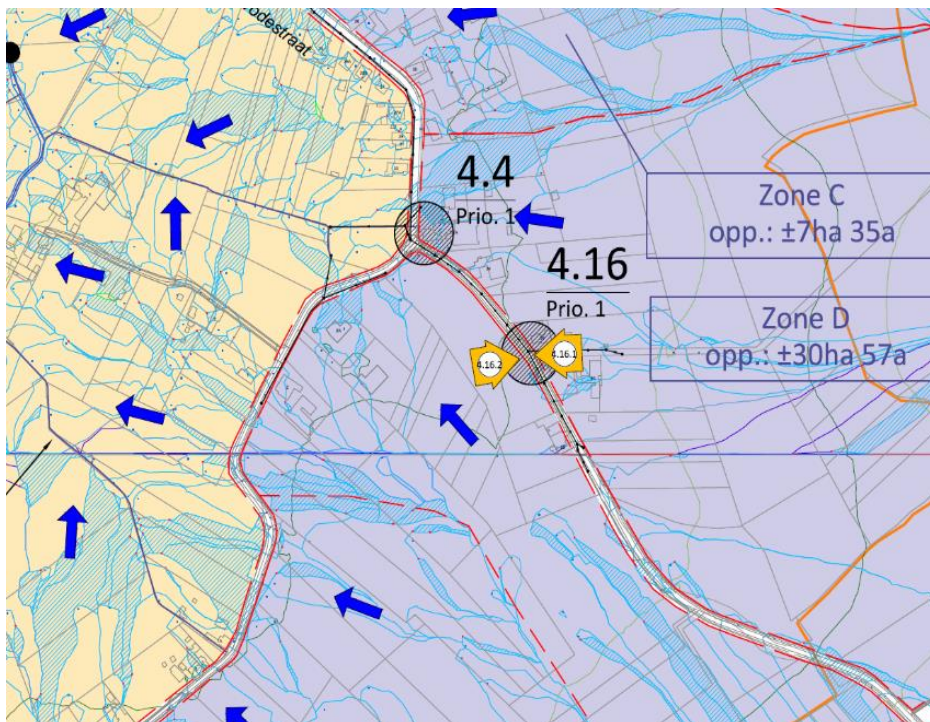 odestraat
4.4
Prio. 1
Zone C
opp.: ±7ha 35a
4.16
Prio. 1
Zone D
opp.: ±30ha 57a
4.16.2
4.16.1